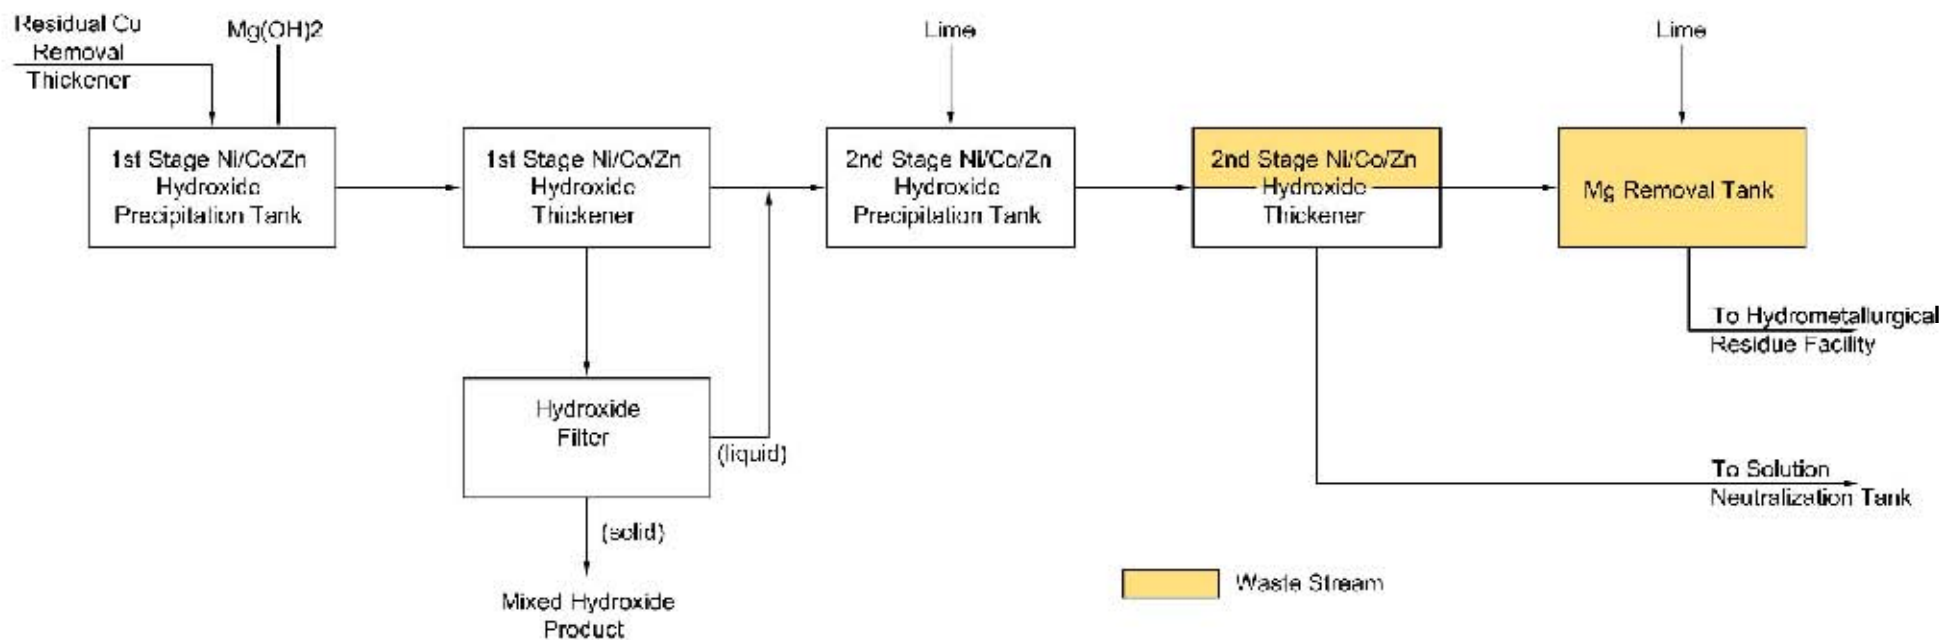 Residual Cu
Removal
Thickener
Mg(OH)2
Lime
Lime
1st Stage Ni/Co/Zn
Hydroxide
Precipitation Tank
1st Stage Ni/Co/Zn
Hydroxide
Thickener
2nd Stage Ni/Co/Zn
Hydroxide
Precipitation Tank
2nd Stage Ni/Co/Zn
Hydroxide
Thickener
Mg Removal Tank
To Hydrometallurgical
Residue Facility
Hydroxide
Filter
(liquid)
To Solution
Neutralization Tank
(solid)
Mixed Hydroxide
Product
Waste Stream